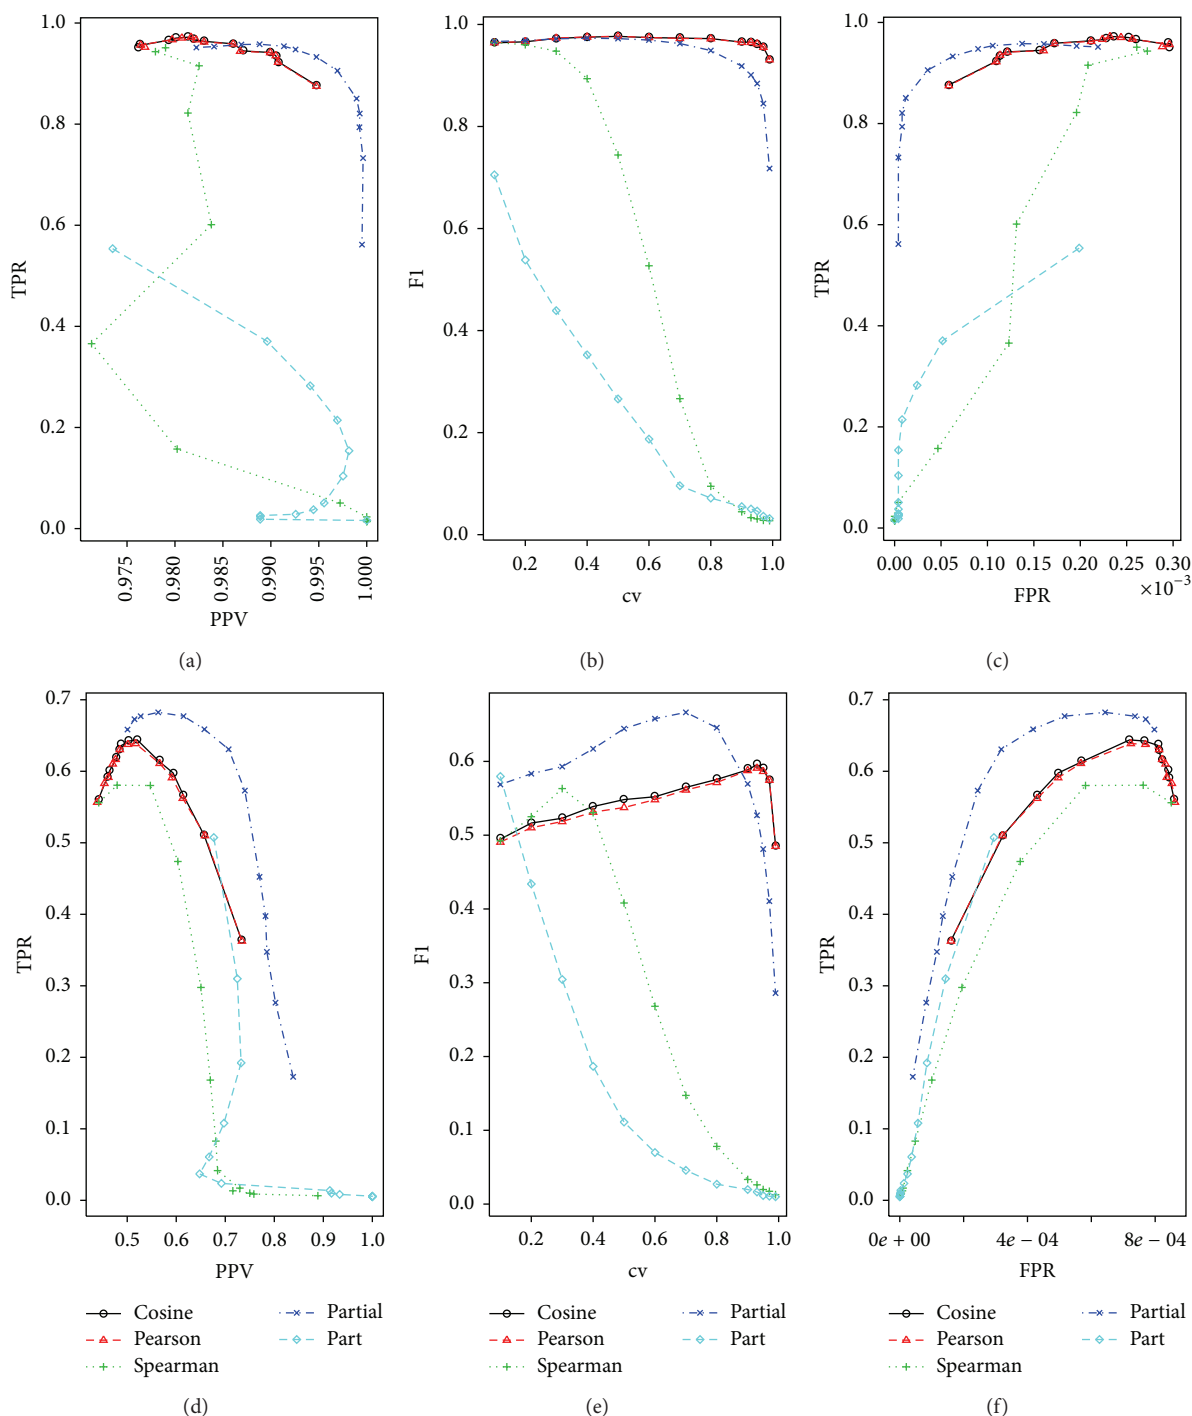 1.0
0.8
0.6
0.4
0.2
0.0
TPR
0.975
0.980
0.985
0.990
0.995
1.000
PPV
(a)
1.0
0.8
0.6
0.4
0.2
0.0
F1
0.2
0.4
0.6
0.8
1.0
cv
(b)
1.0
0.8
0.6
0.4
0.2
0.0
TPR
0.00
0.10
0.20
0.30
×10−3
FPR
(c)
0.7
0.6
0.5
0.4
0.3
0.2
0.1
0.0
TPR
0.5
0.6
0.7
0.8
0.9
1.0
PPV
Cosine
Pearson
Spearman
Partial
Part
(d)
0.6
0.5
0.4
0.3
0.2
0.1
0.0
F1
0.2
0.4
0.6
0.8
1.0
cv
Cosine
Pearson
Spearman
Partial
Part
(e)
0.7
0.6
0.5
0.4
0.3
0.2
0.1
0.0
TPR
0e + 00
4e − 04
8e − 04
FPR
Cosine
Pearson
Spearman
Partial
Part
(f)